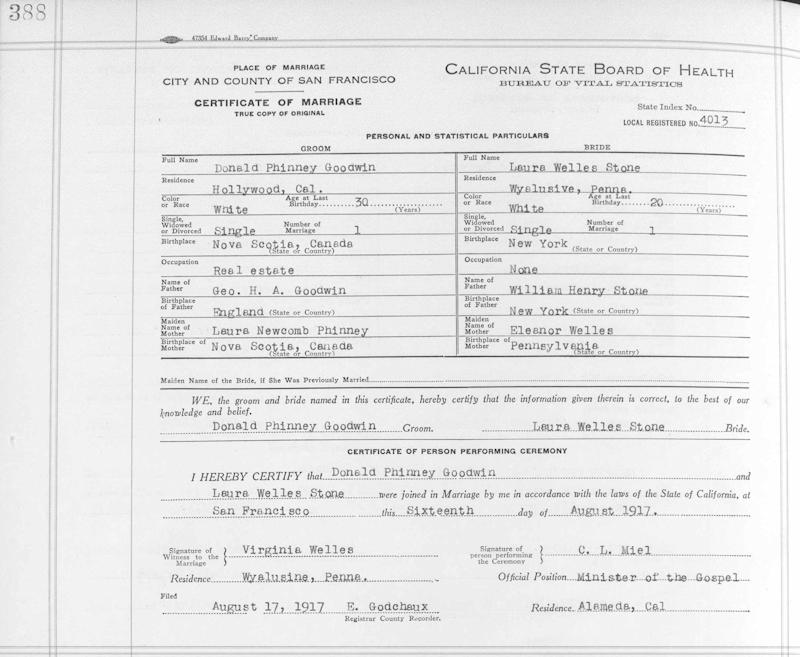 388
47354 Edward Barry Company
PLACE OF MARRIAGE
CITY AND COUNTY OF SAN FRANCISCO
CERTIFICATE OF MARRIAGE
TRUE COPY OF ORIGINAL
CALIFORNIA STATE BOARD OF HEALTH
BUREAU OF VITAL STATISTICS
State Index No.
LOCAL REGISTERED NO. 4013
PERSONAL AND STATISTICAL PARTICULARS
GROOM
BRIDE
Full Name Donald Phinney Goodwin
Full Name Laura Welles Stone
Residence Hollywood, Cal.
Residence Wyalusive, Penna.
Color or Race White Age at Last Birthday 30 (Years)
Color or Race White Age at Last Birthday 20 (Years)
Single, Widowed or Divorced Single Number of Marriage 1
Single, Widowed or Divorced Single Number of Marriage 1
Birthplace Nova Scotia, Canada (State or Country)
Birthplace New York (State or Country)
Occupation Real estate
Occupation None
Name of Father Geo. H. A. Goodwin
Name of Father William Henry Stone
Birthplace of Father England (State or Country)
Birthplace of Father New York (State or Country)
Maiden Name of Mother Laura Newcomb Phinney
Maiden Name of Mother Eleanor Welles
Birthplace of Mother Nova Scotia, Canada (State or Country)
Birthplace of Mother Pennsylvania (State or Country)
Maiden Name of the Bride, if She Was Previously Married
WE, the groom and bride named in this certificate, hereby certify that the information given therein is correct, to the best of our
knowledge and belief.
Donald Phinney Goodwin Groom. Laura Welles Stone Bride.
CERTIFICATE OF PERSON PERFORMING CEREMONY
I HEREBY CERTIFY that Donald Phinney Goodwin and
Laura Welles Stone were joined in Marriage by me in accordance with the laws of the State of California, at
San Francisco this Sixteenth day of August 1917.
Signature of Witness to the Marriage } Virginia Welles
Signature of person performing the Ceremony } C. L. Miel
Residence Wyalusine, Penna.
Official Position Minister of the Gospel
Filed
August 17, 1917 E. Godchaux
Registrar County Recorder.
Residence. Alameda, Cal